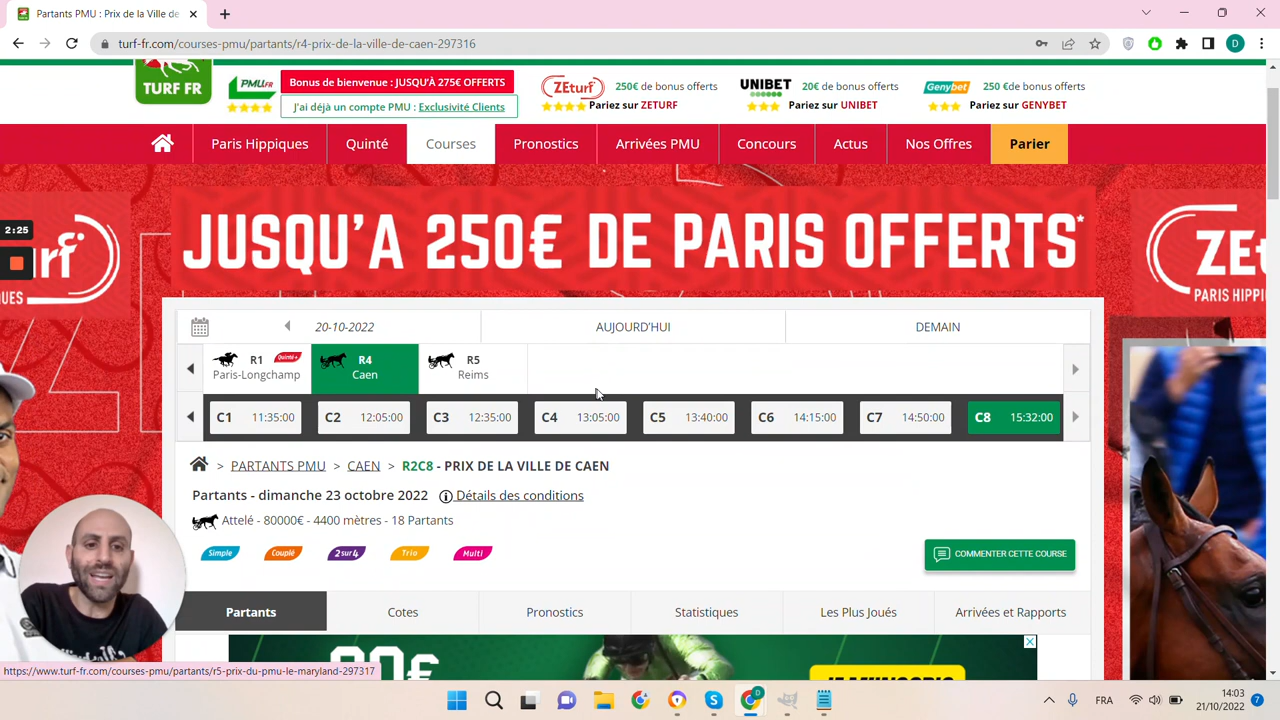 Partants PMU : Prix de la Ville de
turf-fr.com/courses-pmu/partants/r4-prix-de-la-ville-de-caen-297316
TURF FR
PMU.FR
Bonus de bienvenue : JUSQU'À 275€ OFFERTS
J'ai déjà un compte PMU : Exclusivité Clients
ZEturf
250€ de bonus offerts
Pariez sur ZETURF
UNIBET
20€ de bonus offerts
Pariez sur UNIBET
Genybet
250 €de bonus offerts
Pariez sur GENYBET
Paris Hippiques
Quinté
Courses
Pronostics
Arrivées PMU
Concours
Actus
Nos Offres
Parier
2:25
JUSQU'A 250€ DE PARIS OFFERTS*
ZE
PARIS HIPPI
20-10-2022
AUJOURD'HUI
DEMAIN
R1 Quinté+
Paris-Longchamp
R4
Caen
R5
Reims
C1 11:35:00
C2 12:05:00
C3 12:35:00
C4 13:05:00
C5 13:40:00
C6 14:15:00
C7 14:50:00
C8 15:32:00
> PARTANTS PMU > CAEN > R2C8 - PRIX DE LA VILLE DE CAEN
Partants - dimanche 23 octobre 2022 Détails des conditions
Attelé - 80000€ - 4400 mètres - 18 Partants
Simple
Couplé
2sur4
Trio
Multi
COMMENTER CETTE COURSE
Partants
Cotes
Pronostics
Statistiques
Les Plus Joués
Arrivées et Rapports
https://www.turf-fr.com/courses-pmu/partants/r5-prix-du-pmu-le-maryland-297317
FRA
14:03
21/10/2022
7